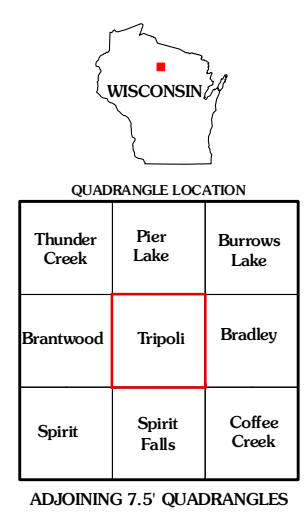 WISCONSIN
QUADRANGLE LOCATION
Thunder
Creek
Pier
Lake
Burrows
Lake
Brantwood
Tripoli
Bradley
Spirit
Spirit
Falls
Coffee
Creek
ADJOINING 7.5' QUADRANGLES